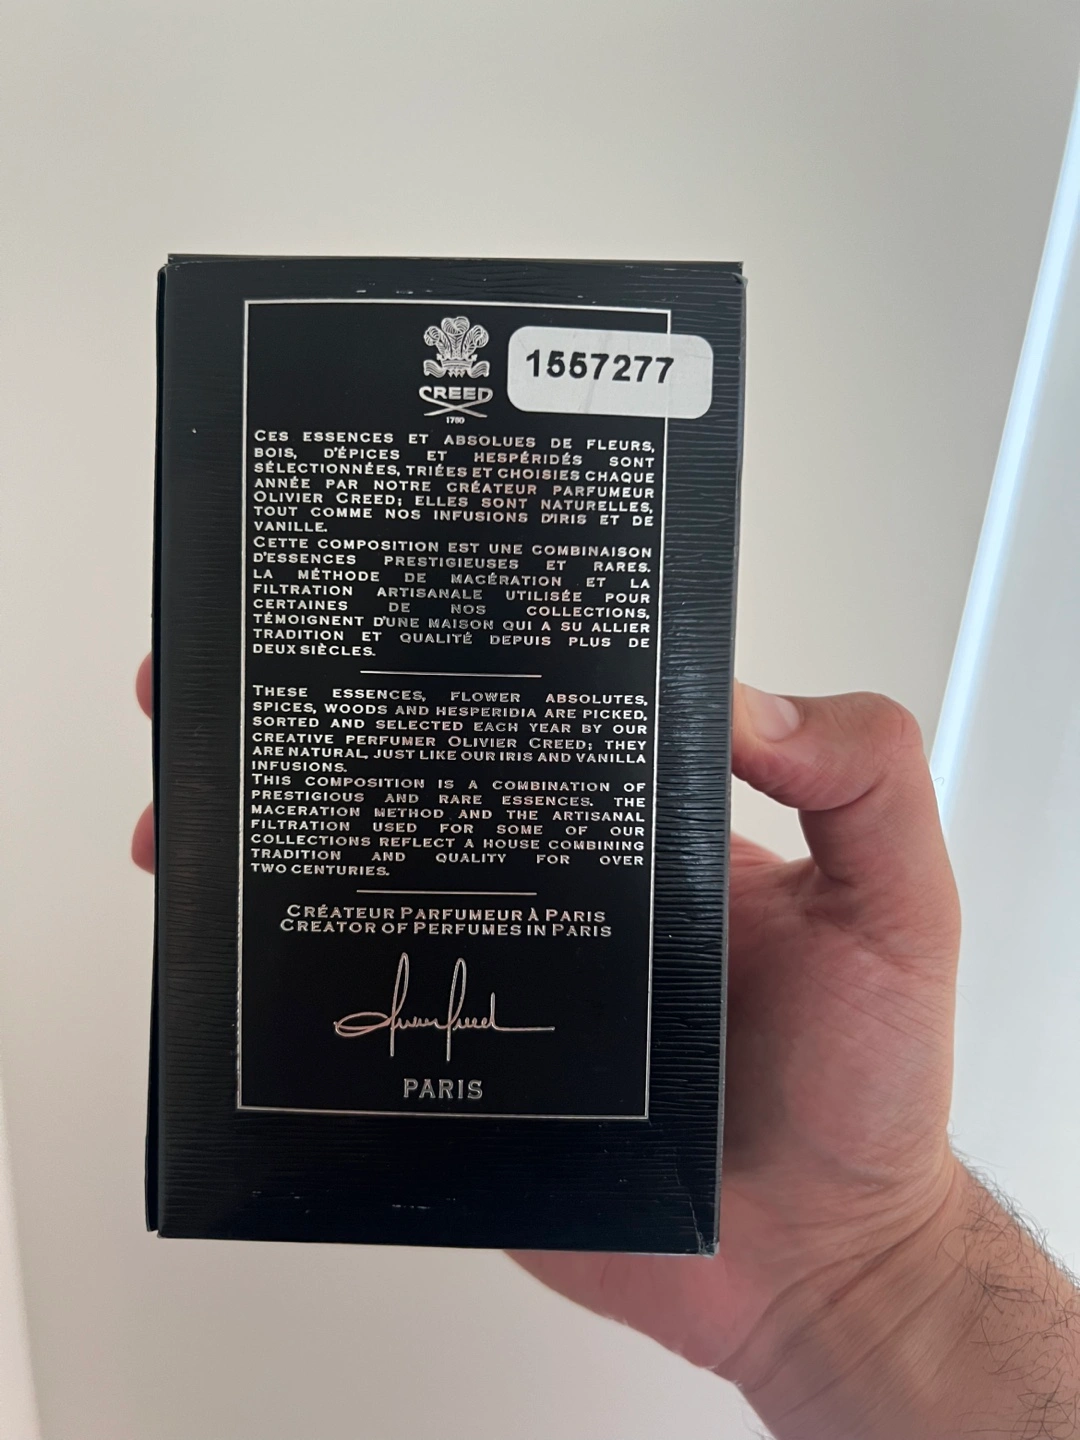 CREED
1760
1557277
CES ESSENCES ET ABSOLUES DE FLEURS,
BOIS, D'ÉPICES ET HESPÉRIDÉS SONT
SÉLECTIONNÉES, TRIÉES ET CHOISIES CHAQUE
ANNÉE PAR NOTRE CRÉATEUR PARFUMEUR
OLIVIER CREED; ELLES SONT NATURELLES,
TOUT COMME NOS INFUSIONS D'IRIS ET DE
VANILLE.
CETTE COMPOSITION EST UNE COMBINAISON
D'ESSENCES PRESTIGIEUSES ET RARES.
LA MÉTHODE DE MACÉRATION ET LA
FILTRATION ARTISANALE UTILISÉE POUR
CERTAINES DE NOS COLLECTIONS,
TÉMOIGNENT D'UNE MAISON QUI A SU ALLIER
TRADITION ET QUALITÉ DEPUIS PLUS DE
DEUX SIÈCLES.
THESE ESSENCES, FLOWER ABSOLUTES,
SPICES, WOODS AND HESPERIDIA ARE PICKED,
SORTED AND SELECTED EACH YEAR BY OUR
CREATIVE PERFUMER OLIVIER CREED; THEY
ARE NATURAL, JUST LIKE OUR IRIS AND VANILLA
INFUSIONS.
THIS COMPOSITION IS A COMBINATION OF
PRESTIGIOUS AND RARE ESSENCES. THE
MACERATION METHOD AND THE ARTISANAL
FILTRATION USED FOR SOME OF OUR
COLLECTIONS REFLECT A HOUSE COMBINING
TRADITION AND QUALITY FOR OVER
TWO CENTURIES.
CRÉATEUR PARFUMEUR À PARIS
CREATOR OF PERFUMES IN PARIS
PARIS